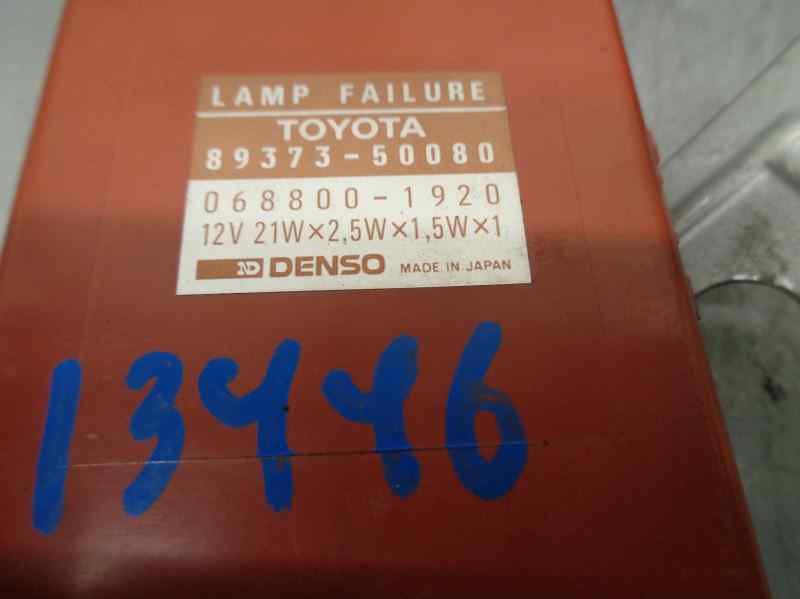 LAMP FAILURE
TOYOTA
89373-50080
068800-1920
12V 21W×2,5W×1,5W×1
ND DENSO MADE IN JAPAN
13446